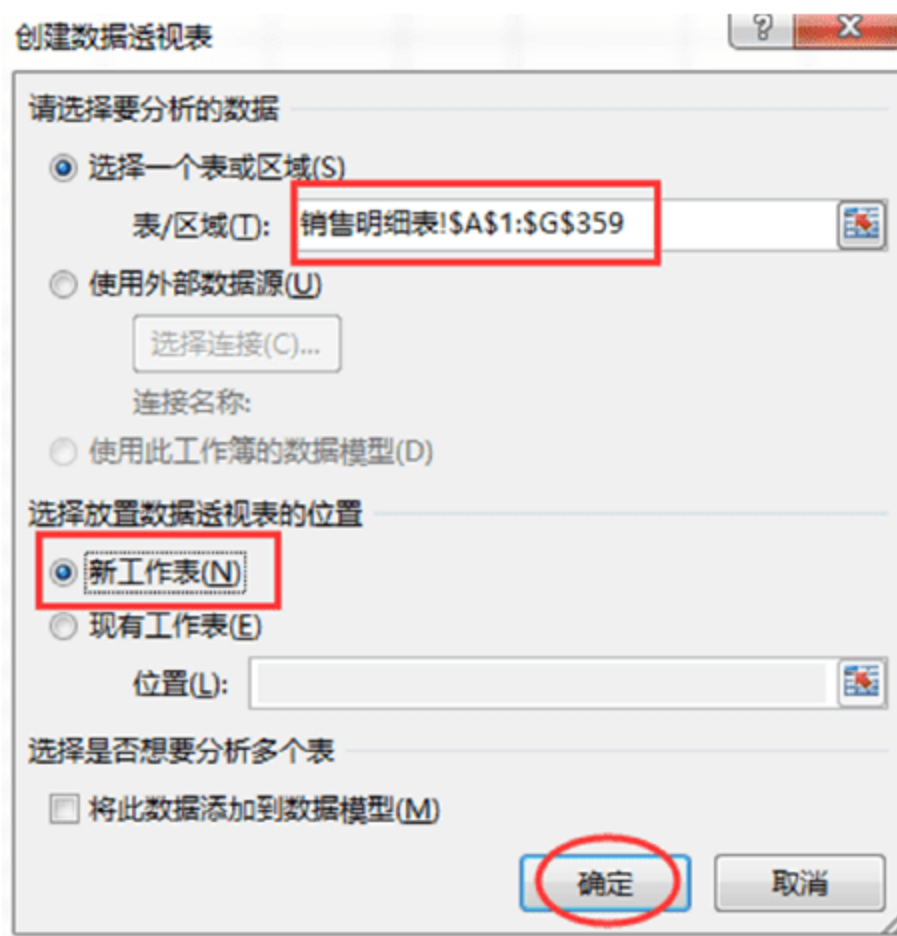 创建数据透视表
请选择要分析的数据
选择一个表或区域(S)
表/区域(T): 销售明细表!$A$1:$G$359
使用外部数据源(U)
选择连接(C)...
连接名称:
使用此工作簿的数据模型(D)
选择放置数据透视表的位置
新工作表(N)
现有工作表(E)
位置(L):
选择是否想要分析多个表
将此数据添加到数据模型(M)
确定 取消